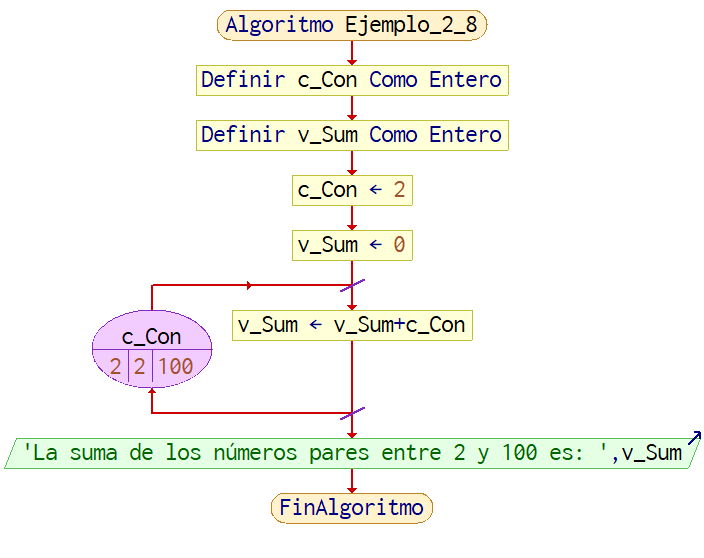 Algoritmo Ejemplo_2_8
Definir c_Con Como Entero
Definir v_Sum Como Entero
c_Con ← 2
v_Sum ← 0
c_Con
2 2 100
v_Sum ← v_Sum+c_Con
'La suma de los números pares entre 2 y 100 es: ',v_Sum
FinAlgoritmo